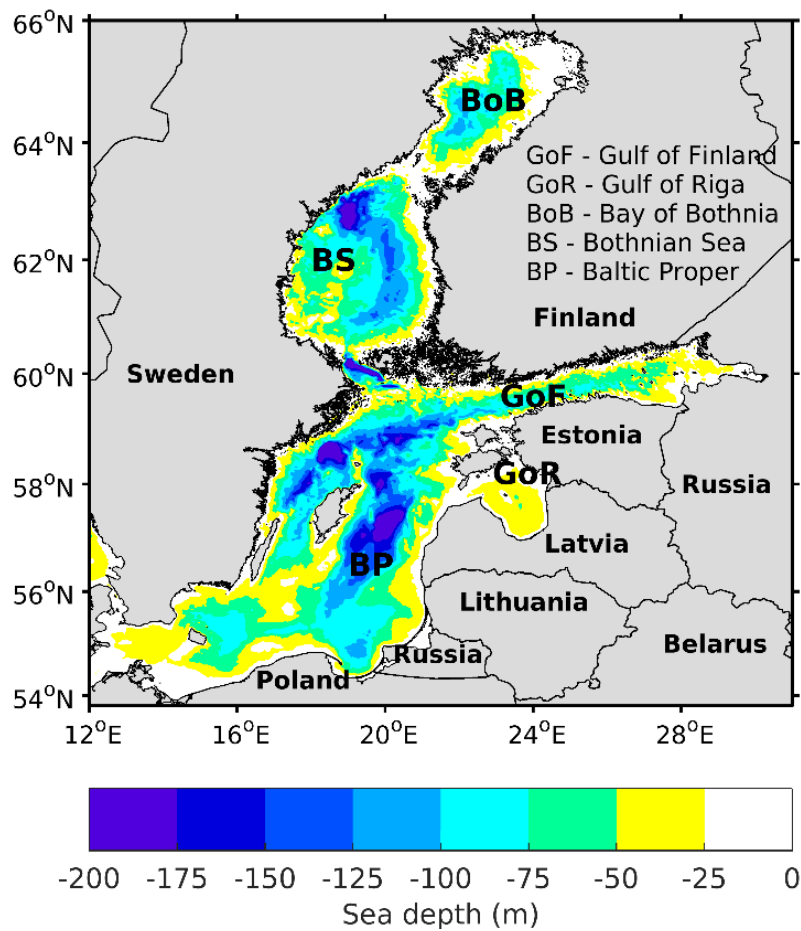 66°N
BoB
64°N
GoF - Gulf of Finland
GoR - Gulf of Riga
BoB - Bay of Bothnia
BS - Bothnian Sea
BP - Baltic Proper
62°N
BS
Finland
60°N
Sweden
GoF
Estonia
GoR
58°N
Russia
Latvia
BP
56°N
Lithuania
Belarus
Russia
Poland
54°N
12°E 16°E 20°E 24°E 28°E
-200 -175 -150 -125 -100 -75 -50 -25 0
Sea depth (m)